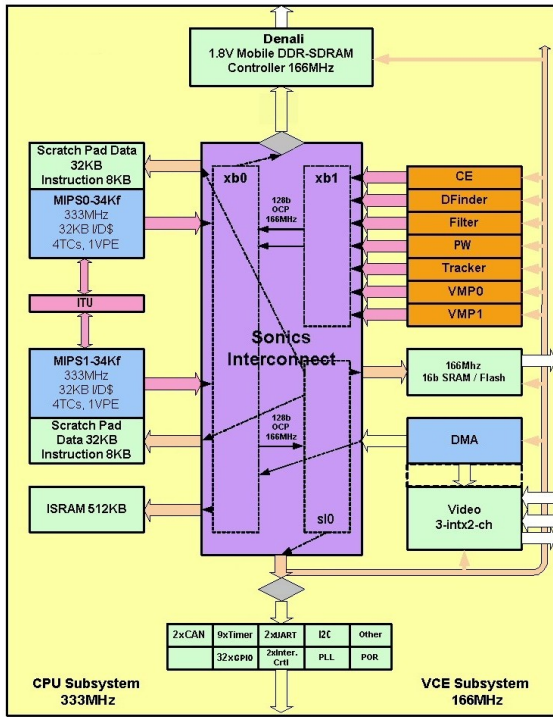 Denali
1.8V Mobile DDR-SDRAM
Controller 166MHz
Scratch Pad Data
32KB
Instruction 8KB
MIPS0-34Kf
333MHz
32KB I/D$
4TCs, 1VPE
ITU
MIPS1-34Kf
333MHz
32KB I/D$
4TCs, 1VPE
Scratch Pad
Data 32KB
Instruction 8KB
ISRAM 512KB
xb0
xb1
128b
OCP
166MHz
Sonics
Interconnect
128b
OCP
166MHz
sl0
CE
DFinder
Filter
PW
Tracker
VMP0
VMP1
166Mhz
16b SRAM / Flash
DMA
Video
3-intx2-ch
2xCAN
9xTimer
2xUART
I2C
Other
32xGPIO
2xInter.
Crtl
PLL
POR
CPU Subsystem
333MHz
VCE Subsystem
166MHz